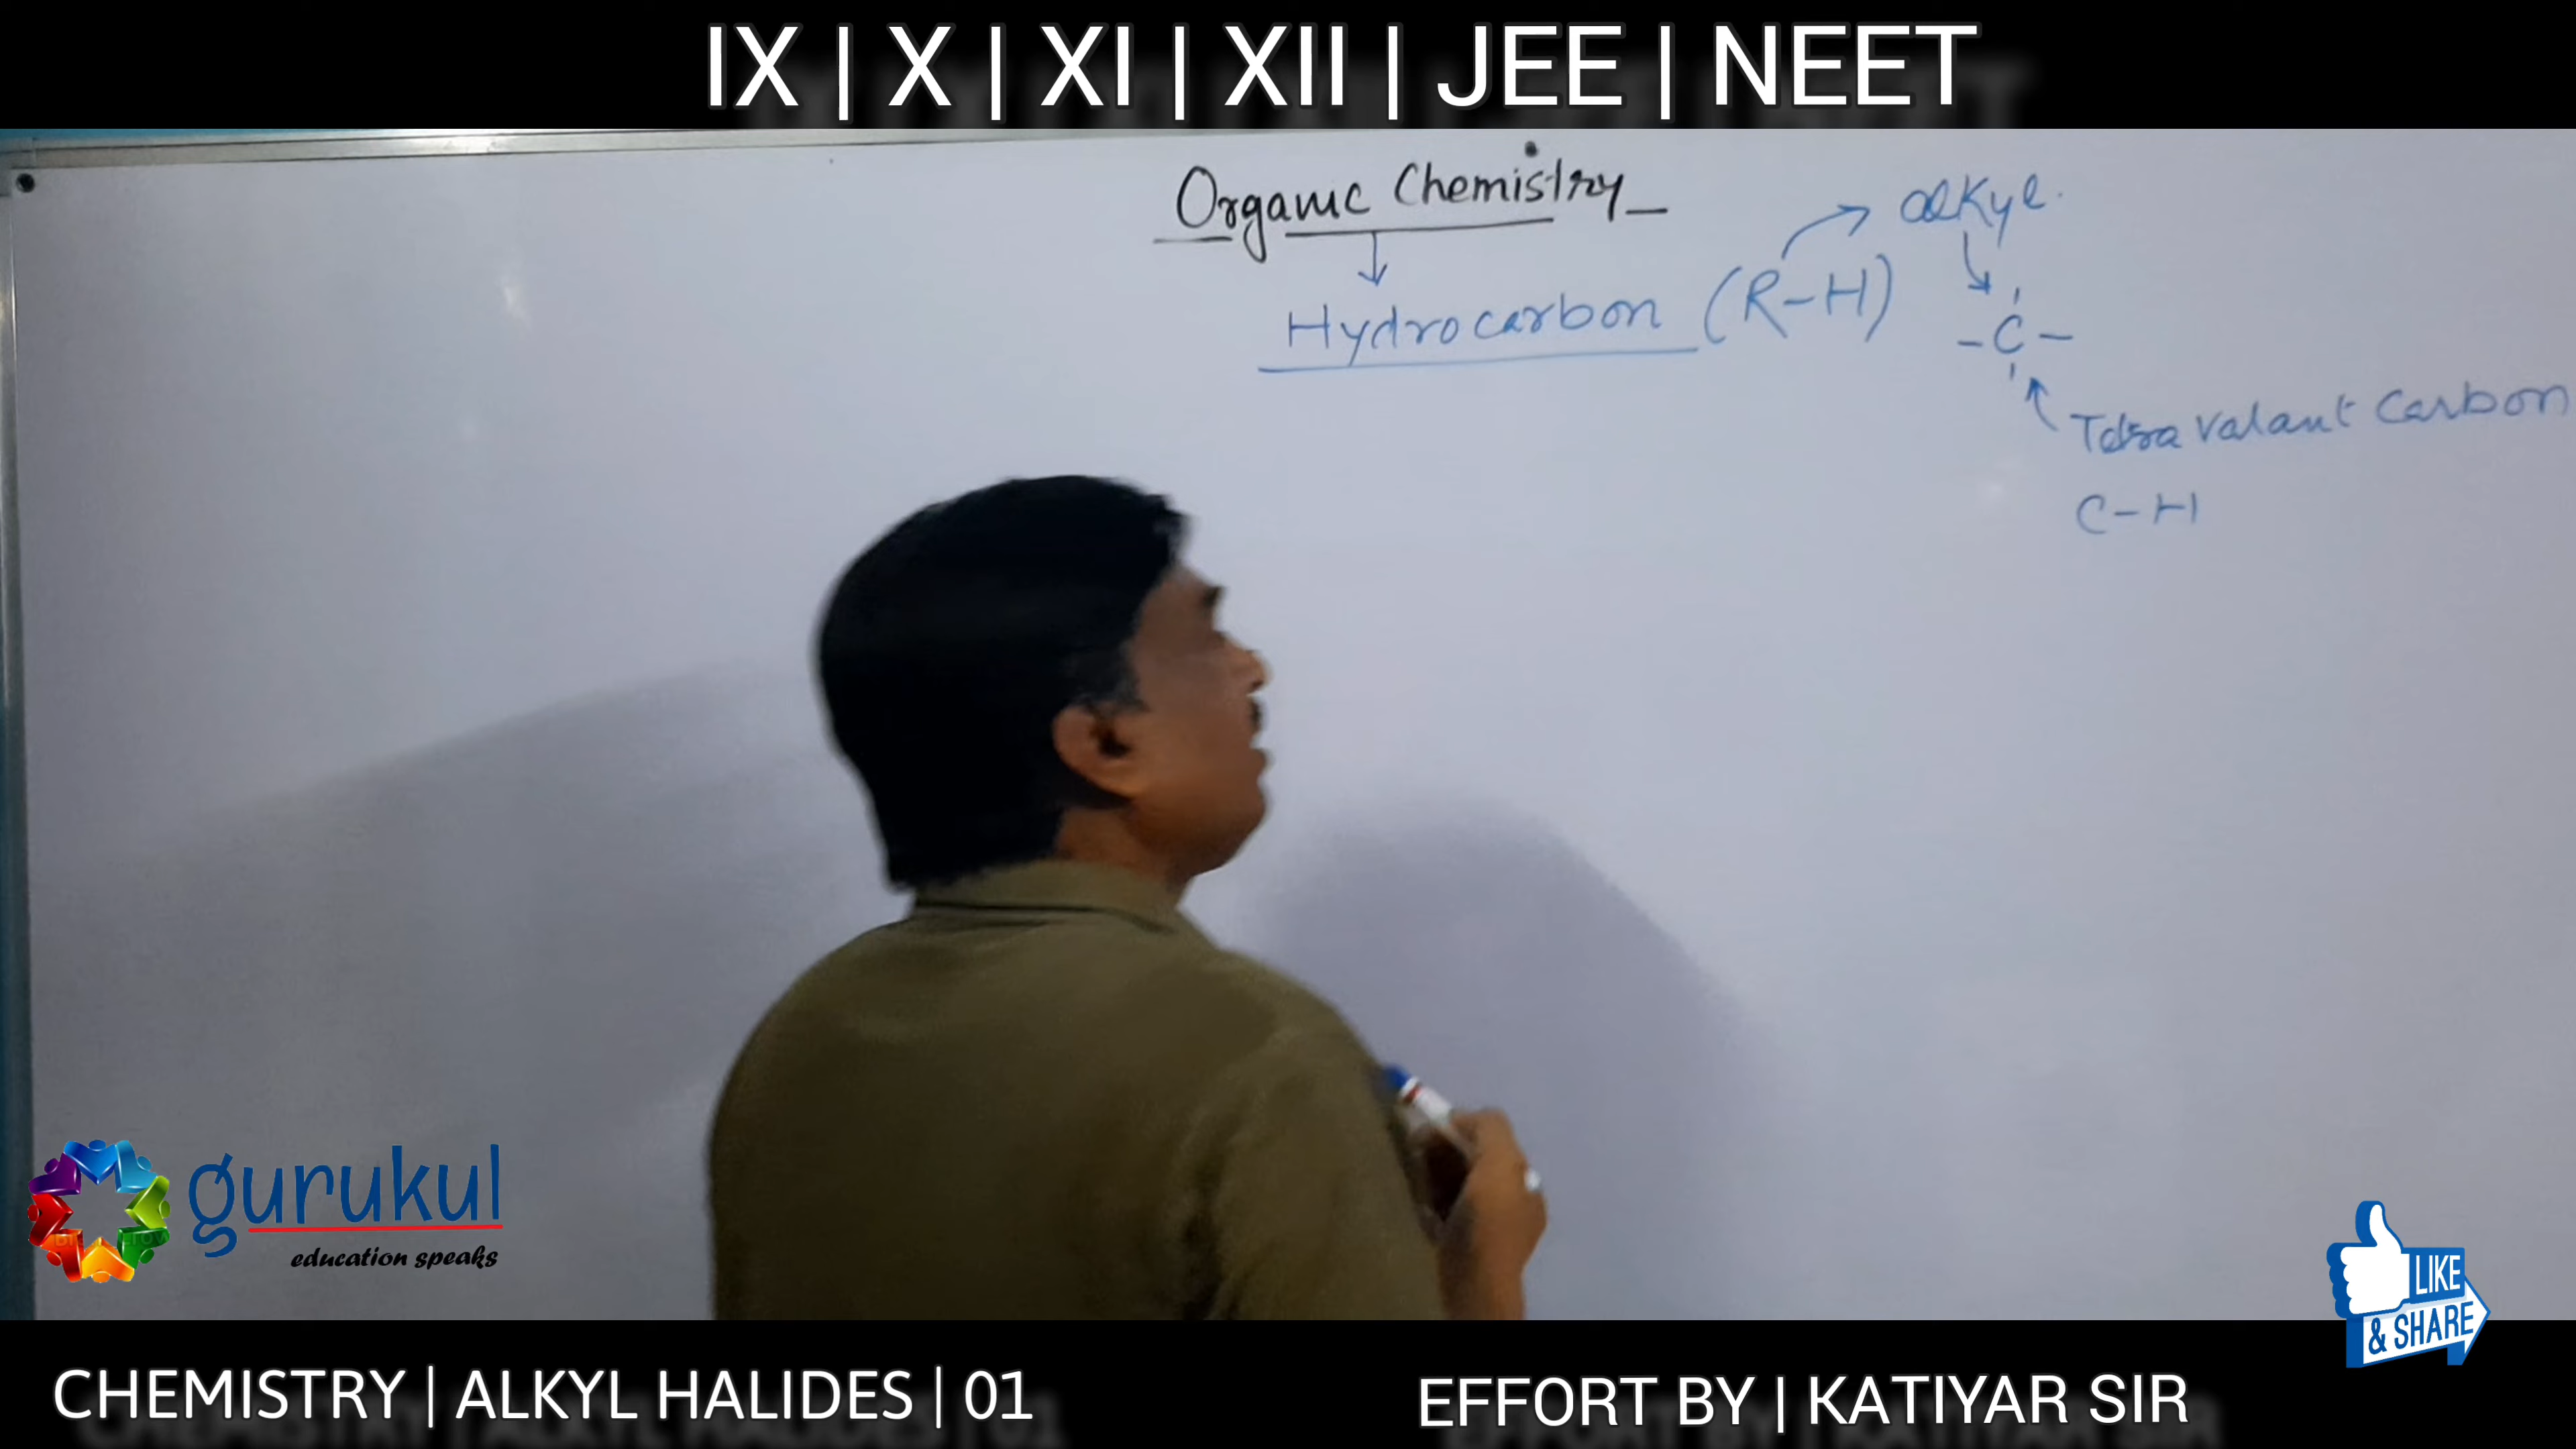 IX | X | XI | XII | JEE | NEET
Organic Chemistry
alkyl.
Hydrocarbon (R-H)
-C-
Tetra Valant Carbon
C-H
gurukul
education speaks
LIKE
& SHARE
CHEMISTRY | ALKYL HALIDES | 01
EFFORT BY | KATIYAR SIR